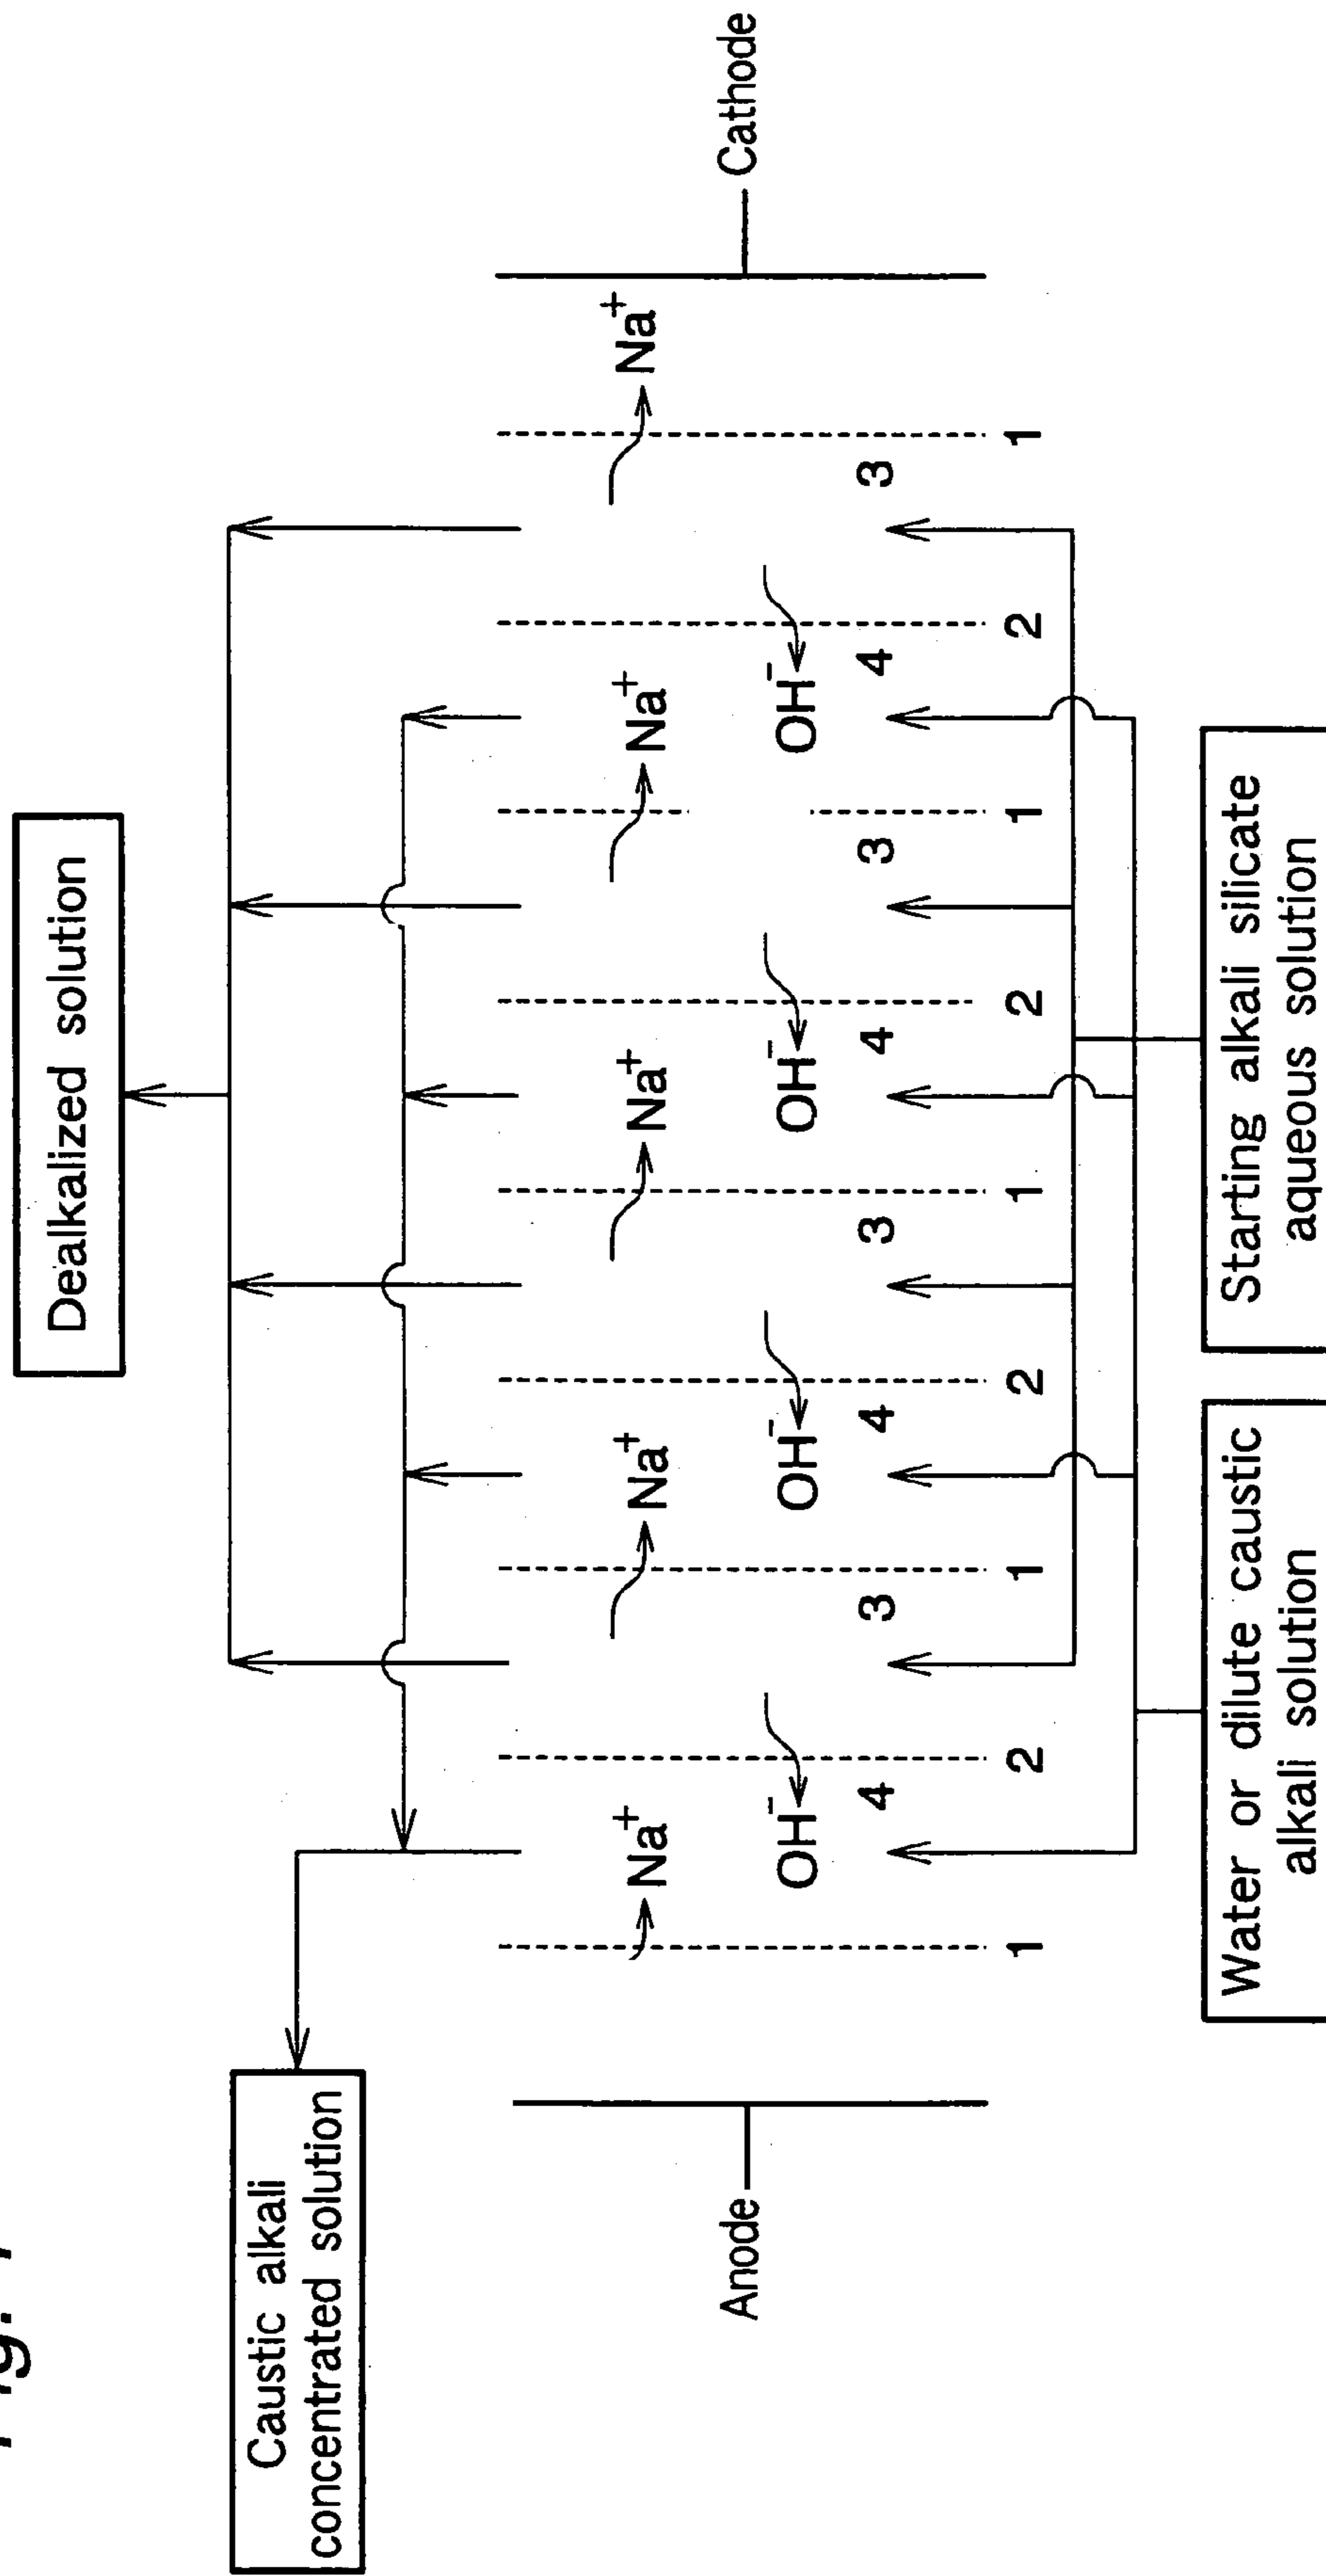 Fig. 1
Dealkalized solution
Caustic alkali
concentrated solution
Na+
Na+
Na+
Na+
Na+
Anode
Cathode
OH-
OH-
OH-
OH-
4
3
4
3
4
3
4
3
1
2
1
2
1
2
1
2
1
Water or dilute caustic
alkali solution
Starting alkali silicate
aqueous solution